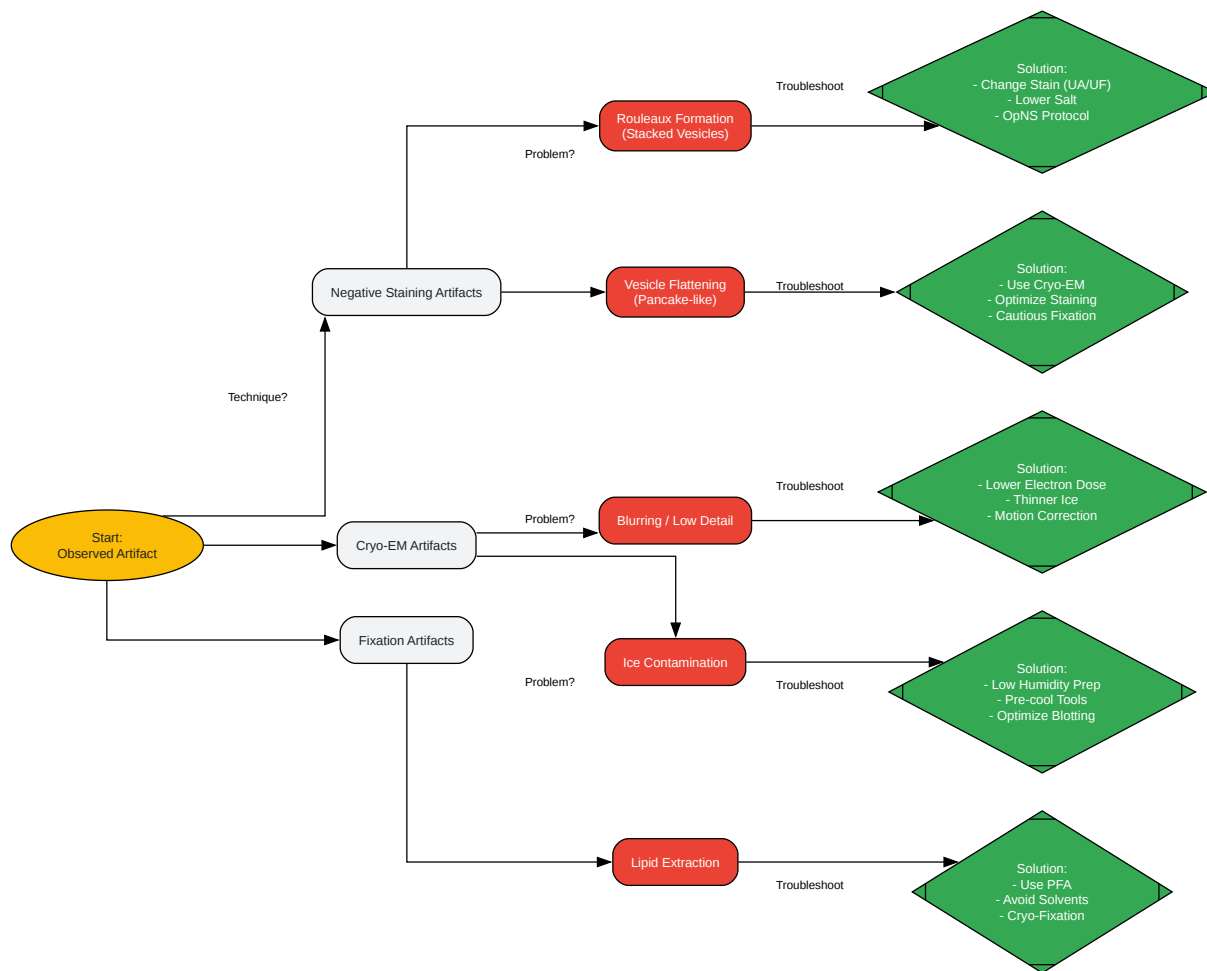 Solution:
- Change Stain (UA/UF)
- Lower Salt
- OpNS Protocol
Troubleshoot
Rouleaux Formation
(Stacked Vesicles)
Problem?
Solution:
- Use Cryo-EM
- Optimize Staining
- Cautious Fixation
Troubleshoot
Vesicle Flattening
(Pancake-like)
Negative Staining Artifacts
Technique?
Solution:
- Lower Electron Dose
- Thinner Ice
- Motion Correction
Troubleshoot
Blurring / Low Detail
Problem?
Cryo-EM Artifacts
Start:
Observed Artifact
Fixation Artifacts
Ice Contamination
Problem?
Troubleshoot
Solution:
- Low Humidity Prep
- Pre-cool Tools
- Optimize Blotting
Lipid Extraction
Troubleshoot
Solution:
- Use PFA
- Avoid Solvents
- Cryo-Fixation